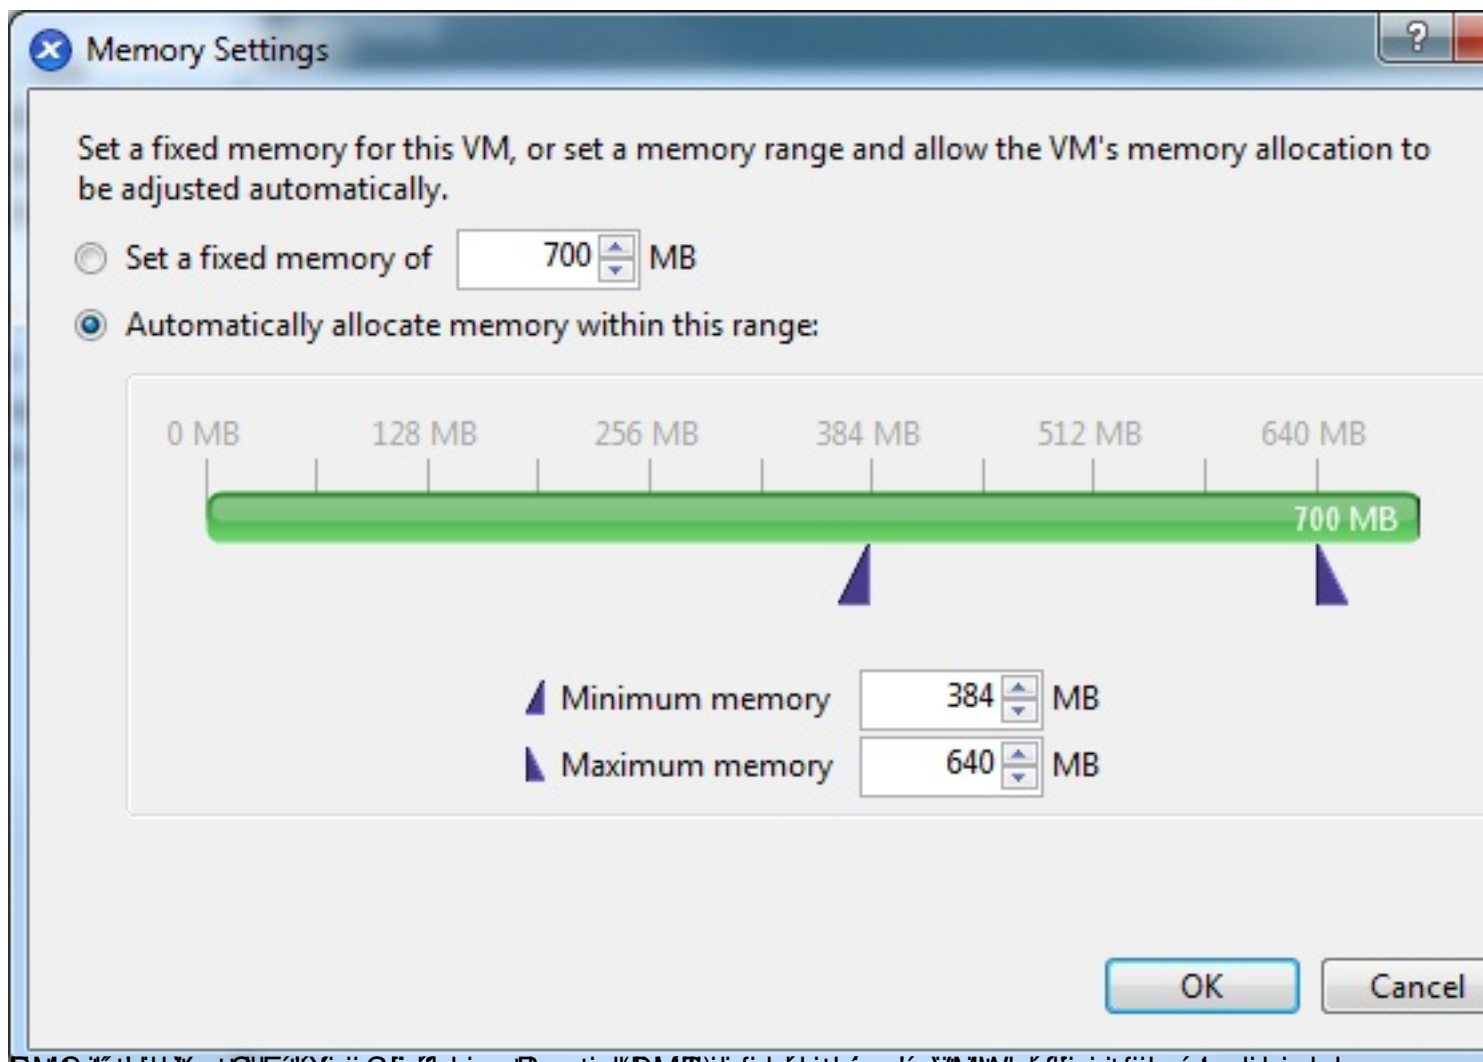 Memory Settings
?
Set a fixed memory for this VM, or set a memory range and allow the VM's memory allocation to
be adjusted automatically.
Set a fixed memory of 700 MB
Automatically allocate memory within this range:
0 MB 128 MB 256 MB 384 MB 512 MB 640 MB
700 MB
Minimum memory 384 MB
Maximum memory 640 MB
OK Cancel